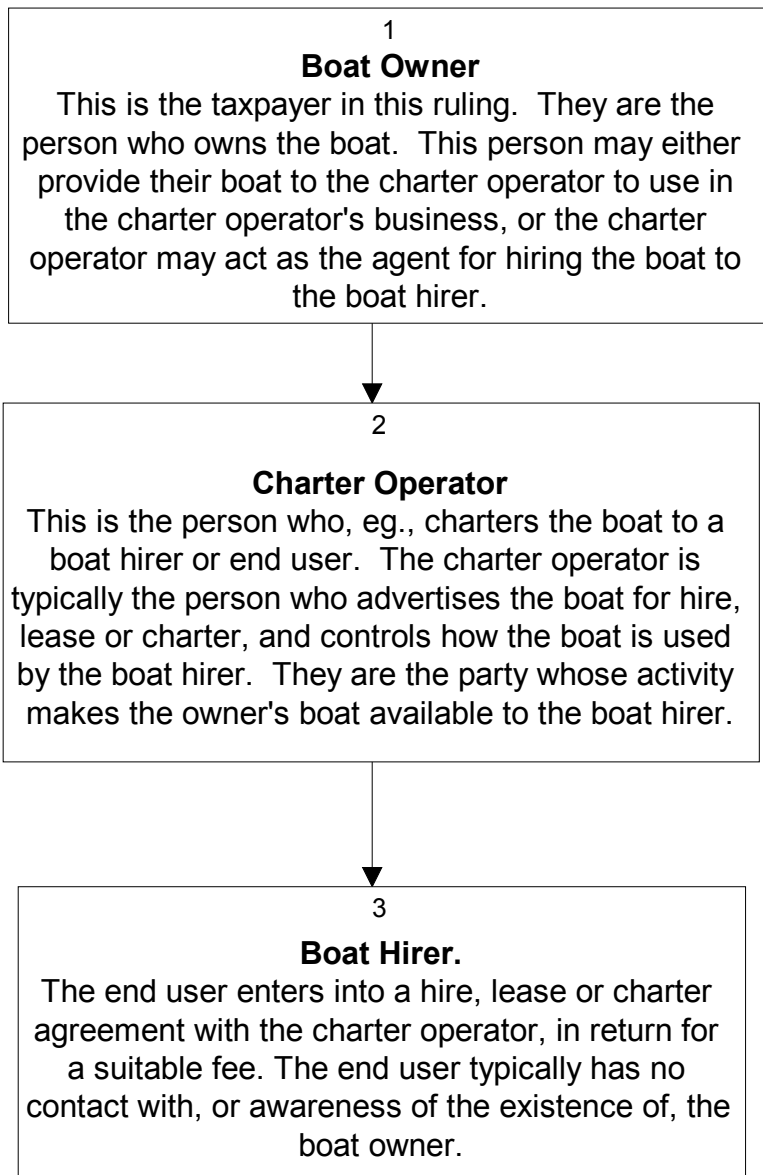 1
Boat Owner
This is the taxpayer in this ruling. They are the
person who owns the boat. This person may either
provide their boat to the charter operator to use in
the charter operator's business, or the charter
operator may act as the agent for hiring the boat to
the boat hirer.
2
Charter Operator
This is the person who, eg., charters the boat to a
boat hirer or end user. The charter operator is
typically the person who advertises the boat for hire,
lease or charter, and controls how the boat is used
by the boat hirer. They are the party whose activity
makes the owner's boat available to the boat hirer.
3
Boat Hirer.
The end user enters into a hire, lease or charter
agreement with the charter operator, in return for
a suitable fee. The end user typically has no
contact with, or awareness of the existence of, the
boat owner.